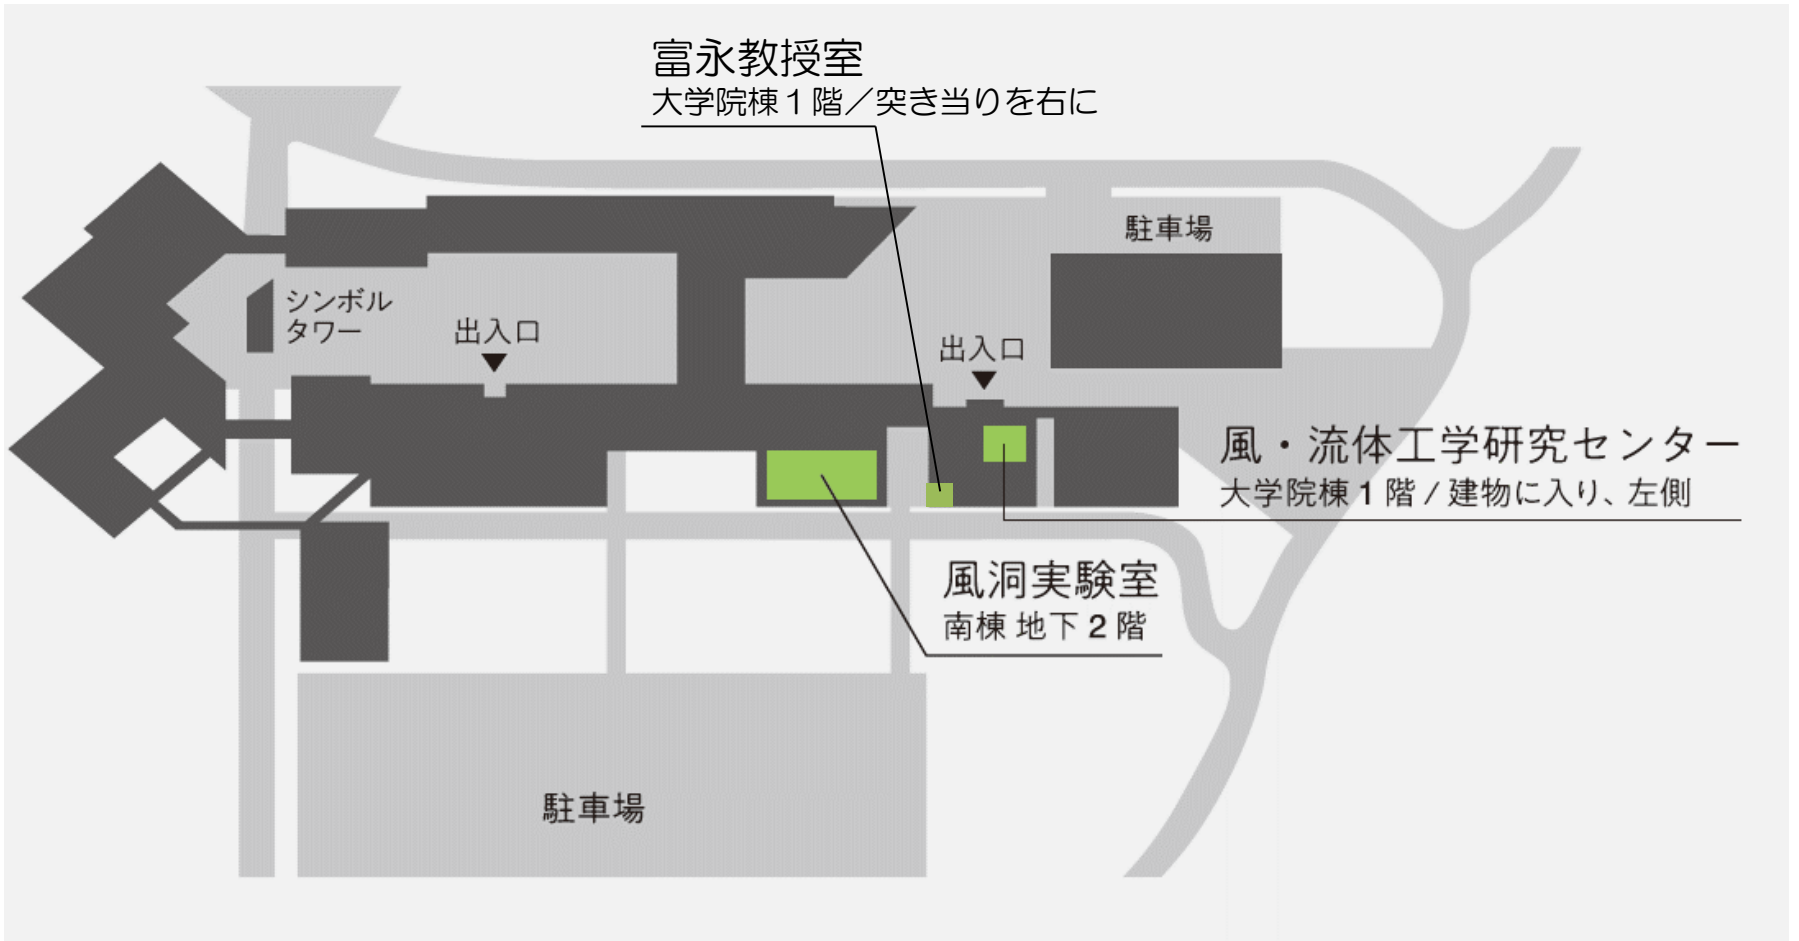 富永教授室
大学院棟1階／突き当りを右に
駐車場
シンボル
タワー
出入口
出入口
風・流体工学研究センター
大学院棟 1 階 / 建物に入り、左側
風洞実験室
南棟 地下 2 階
駐車場